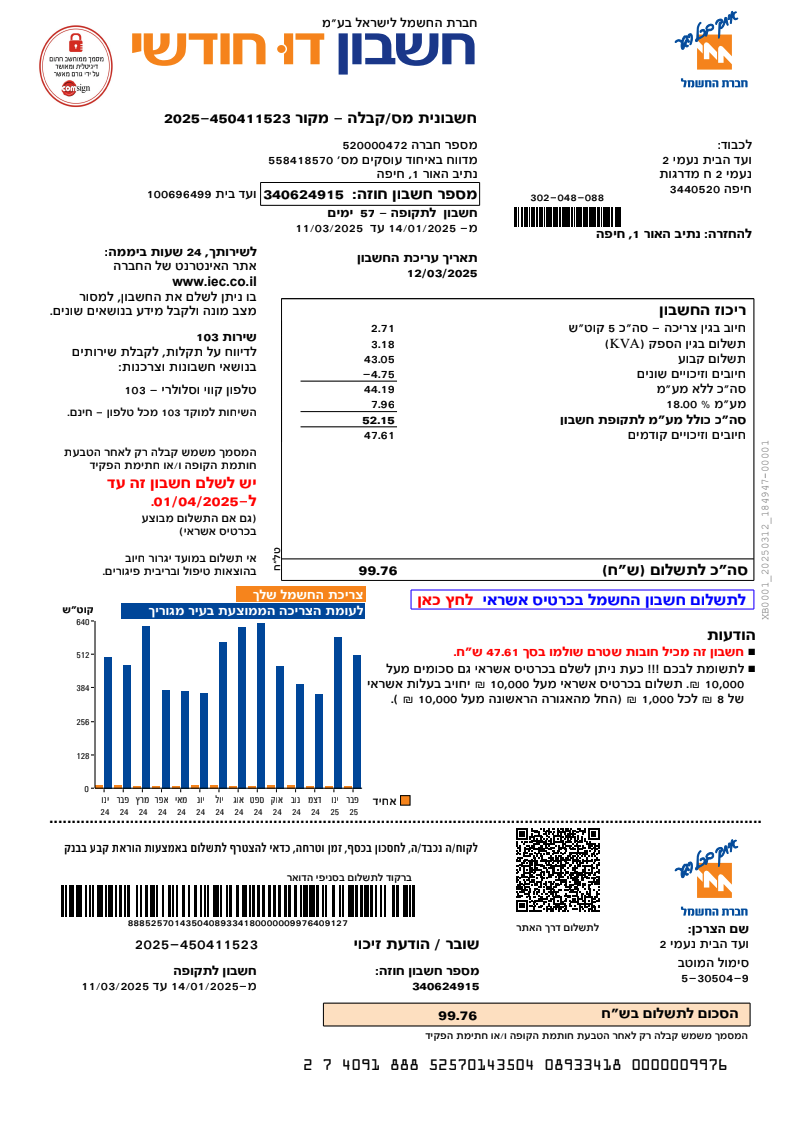 חברת החשמל לישראל בע״מ
חשבון דו-חודשי
מסמך ממוחשב חתום
דיגיטלית ומאושר
על ידי גורם מאשר
comsign
חברת החשמל
חשבונית מס/קבלה – מקור 2025-450411523
לכבוד:
ועד הבית נעמי 2
נעמי 2 ח מדרגות
חיפה 3440520
302-048-088
להחזרה: נתיב האור 1, חיפה
מספר חברה 520000472
מדווח באיחוד עוסקים מס׳ 558418570
נתיב האור 1, חיפה
מספר חשבון חוזה: 340624915 ועד בית 100696499
חשבון לתקופה – 57 ימים
מ- 14/01/2025 עד 11/03/2025
תאריך עריכת החשבון
12/03/2025
לשירותך, 24 שעות ביממה:
אתר האינטרנט של החברה
www.iec.co.il
בו ניתן לשלם את החשבון, למסור
מצב מונה ולקבל מידע בנושאים שונים.
שירות 103
לדיווח על תקלות, לקבלת שירותים
בנושאי חשבונות וצרכנות:
טלפון קווי וסלולרי – 103
השיחות למוקד 103 מכל טלפון – חינם.
המסמך משמש קבלה רק לאחר הטבעת
חותמת הקופה ו/או חתימת הפקיד
יש לשלם חשבון זה עד
ל-01/04/2025.
(גם אם התשלום מבוצע
בכרטיס אשראי)
אי תשלום במועד יגרור חיוב
בהוצאות טיפול ובריבית פיגורים.
ריכוז החשבון
חיוב בגין צריכה – סה״כ 5 קוט״ש 2.71
תשלום בגין הספק (KVA) 3.18
תשלום קבוע 43.05
חיובים וזיכויים שונים -4.75
סה״כ ללא מע״מ 44.19
מע״מ % 18.00 7.96
סה״כ כולל מע״מ לתקופת חשבון 52.15
חיובים וזיכויים קודמים 47.61
סה״כ לתשלום (ש״ח) 99.76
טל״ח
XB0001_20250312_184947-00001
לתשלום חשבון החשמל בכרטיס אשראי לחץ כאן
הודעות
■ חשבון זה מכיל חובות שטרם שולמו בסך 47.61 ש״ח.
■ לתשומת לבכם !!! כעת ניתן לשלם בכרטיס אשראי גם סכומים מעל
10,000 ₪. תשלום בכרטיס אשראי מעל 10,000 ₪ יחויב בעלות אשראי
של 8 ₪ לכל 1,000 ₪ (החל מהאגורה הראשונה מעל 10,000 ₪ ).
צריכת החשמל שלך
לעומת הצריכה הממוצעת בעיר מגוריך
קוט״ש
640
512
384
256
128
0
ינו פבר מרץ אפר מאי יונ יול אוג ספט אוק נוב דצמ ינו פבר
24 24 24 24 24 24 24 24 24 24 24 24 25 25
אחיד
לקוח/ה נכבד/ה, לחסכון בכסף, זמן וטרחה, כדאי להצטרף לתשלום באמצעות הוראת קבע בבנק
ברקוד לתשלום בסניפי הדואר
88852570143504089334180000009976409127
לתשלום דרך האתר
חברת החשמל
שם הצרכן:
ועד הבית נעמי 2
סימול המוטב
5-30504-9
שובר / הודעת זיכוי 2025-450411523
מספר חשבון חוזה:
340624915
חשבון לתקופה
מ-14/01/2025 עד 11/03/2025
הסכום לתשלום בש״ח 99.76
המסמך משמש קבלה רק לאחר הטבעת חותמת הקופה ו/או חתימת הפקיד
2 7 4091 888 52570143504 08933418 0000009976